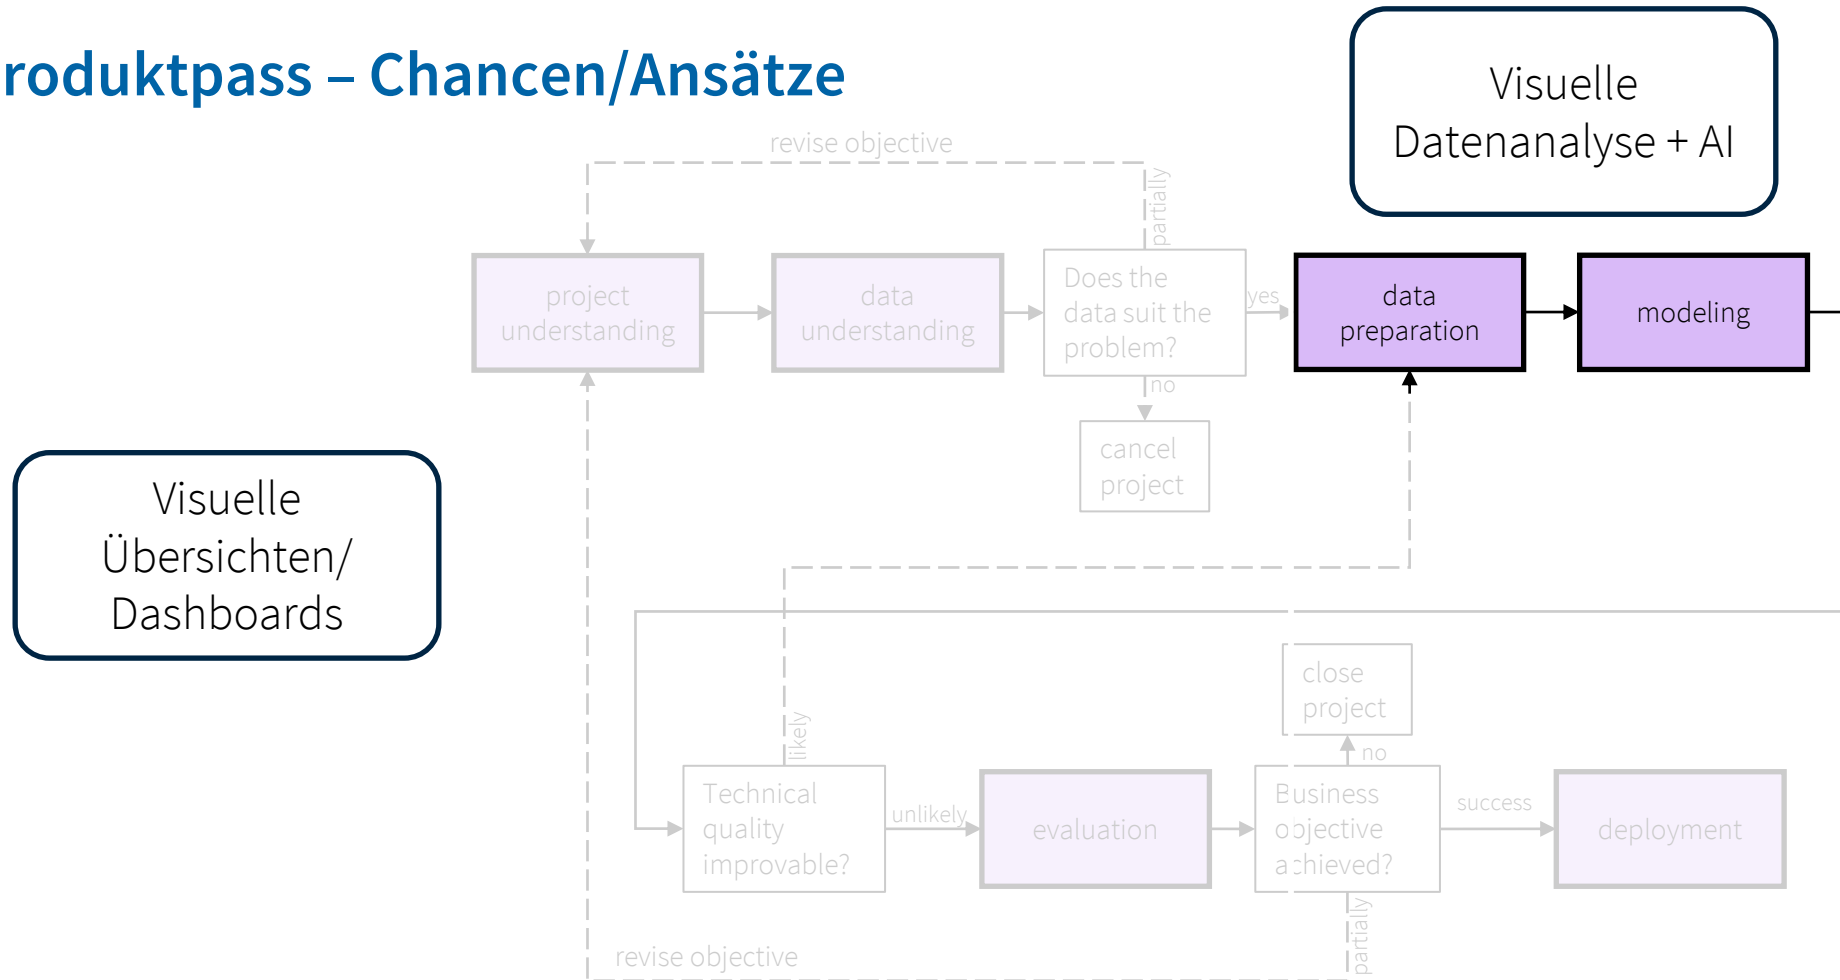 roduktpass – Chancen/Ansätze
Visuelle
Datenanalyse + AI
revise objective
partially
project
understanding
data
understanding
Does the
data suit the
problem?
yes
data
preparation
modeling
no
cancel
project
Visuelle
Übersichten/
Dashboards
close
project
no
likely
Technical
quality
improvable?
unlikely
evaluation
Business
objective
achieved?
success
deployment
partially
revise objective